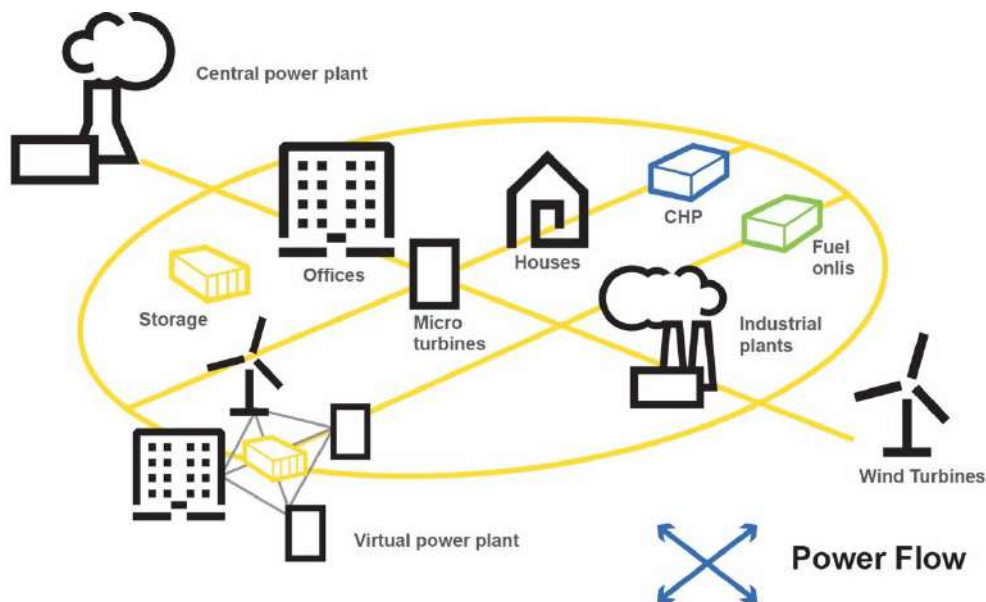 Central power plant
Offices
Houses
CHP
Fuel
onlis
Storage
Micro
turbines
Industrial
plants
Wind Turbines
Virtual power plant
Power Flow